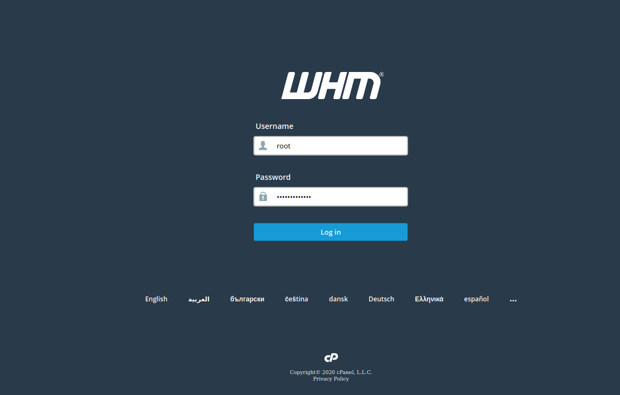 WHM®
Username
root
Password
•••••••••••••
Log in
English العربية български čeština dansk Deutsch Ελληνικά español ...
cP
Copyright© 2020 cPanel, L.L.C.
Privacy Policy